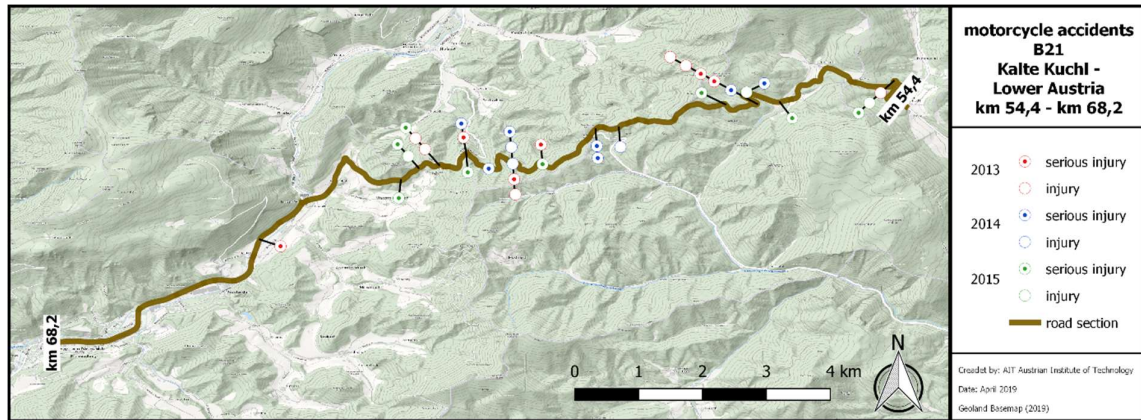 motorcycle accidents
B21
Kalte Kuchl -
Lower Austria
km 54,4 - km 68,2
2013
serious injury
injury
2014
serious injury
injury
2015
serious injury
injury
road section
Creadet by: AIT Austrian Institute of Technology
Date: April 2019
Geoland Basemap (2019)
km 54,4
km 68,2
N
0 1 2 3 4 km